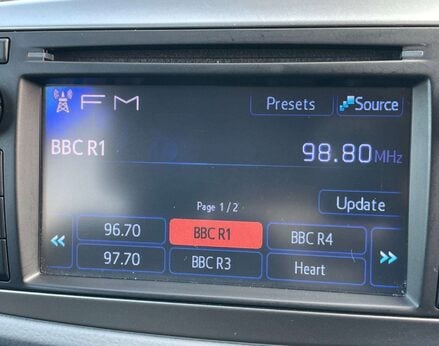 FM
Presets
Source
BBC R1
98.80MHz
Update
Page 1/2
96.70
BBC R1
BBC R4
97.70
BBC R3
Heart